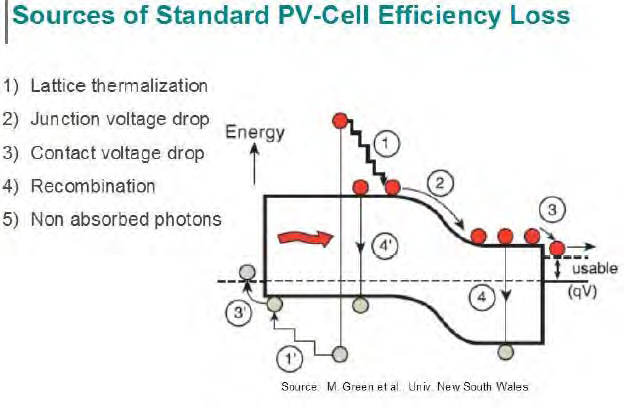 Sources of Standard PV-Cell Efficiency Loss
1) Lattice thermalization
2) Junction voltage drop
3) Contact voltage drop
4) Recombination
5) Non absorbed photons
Energy
1
2
3
4'
usable
(qV)
4
3'
1'
Source: M. Green et al. Univ. New South Wales